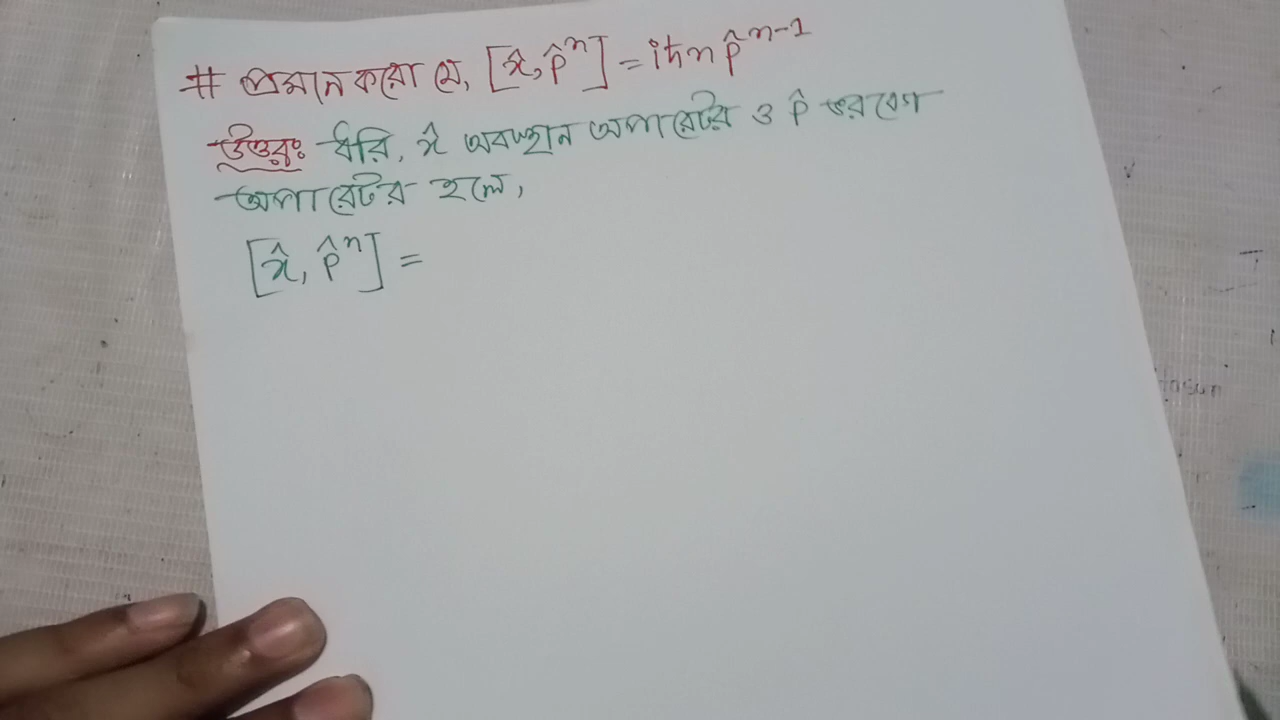 # প্রমান করো যে, [x̂, p̂ⁿ] = iħn p̂ⁿ⁻¹
উত্তরঃ ধরি, x̂ অবস্থান অপারেটর ও p̂ ভরবেগ
অপারেটর হলে,
[x̂, p̂ⁿ] =